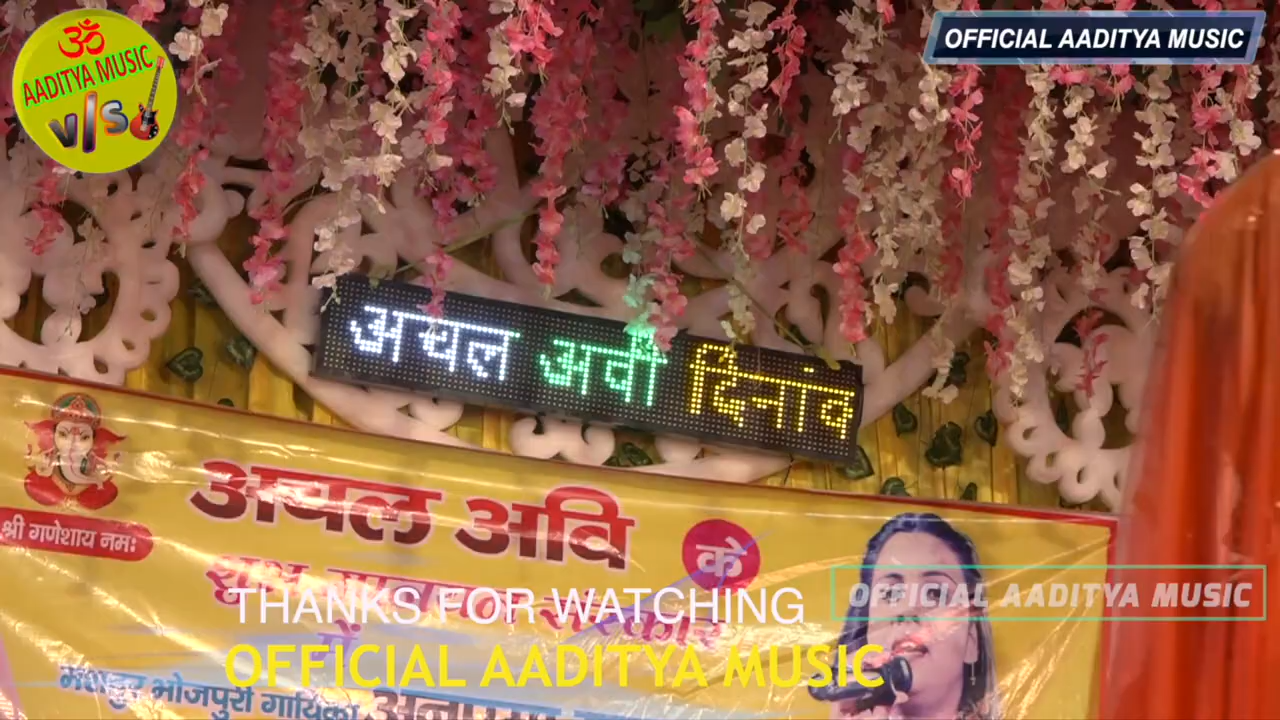 ॐ
AADITYA MUSIC
V/S
OFFICIAL AADITYA MUSIC
अचल अवी दिनांव
श्री गणेशाय नमः
अचल अवि के
शुभ
में
THANKS FOR WATCHING
OFFICIAL AADITYA MUSIC
OFFICIAL AADITYA MUSIC
मशहूर भोजपुरी गायिका